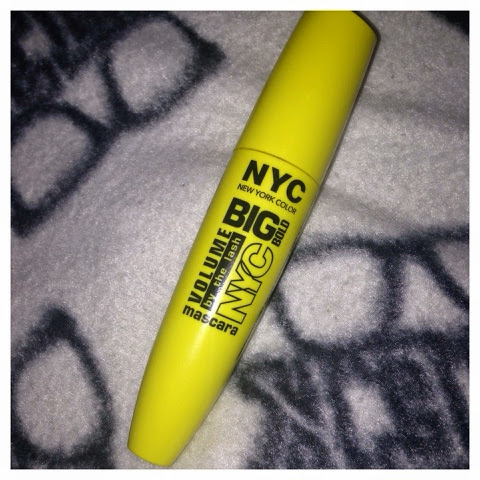 NYC
NEW YORK COLOR
BIG
BOLD
NYC
VOLUME
by the lash
mascara